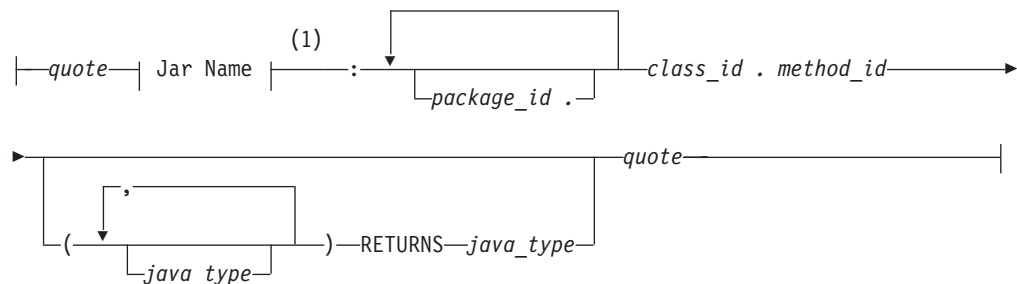 (1)
quote Jar Name : class_id . method_id
package_id .
quote
,
( ) RETURNS java_type
java type